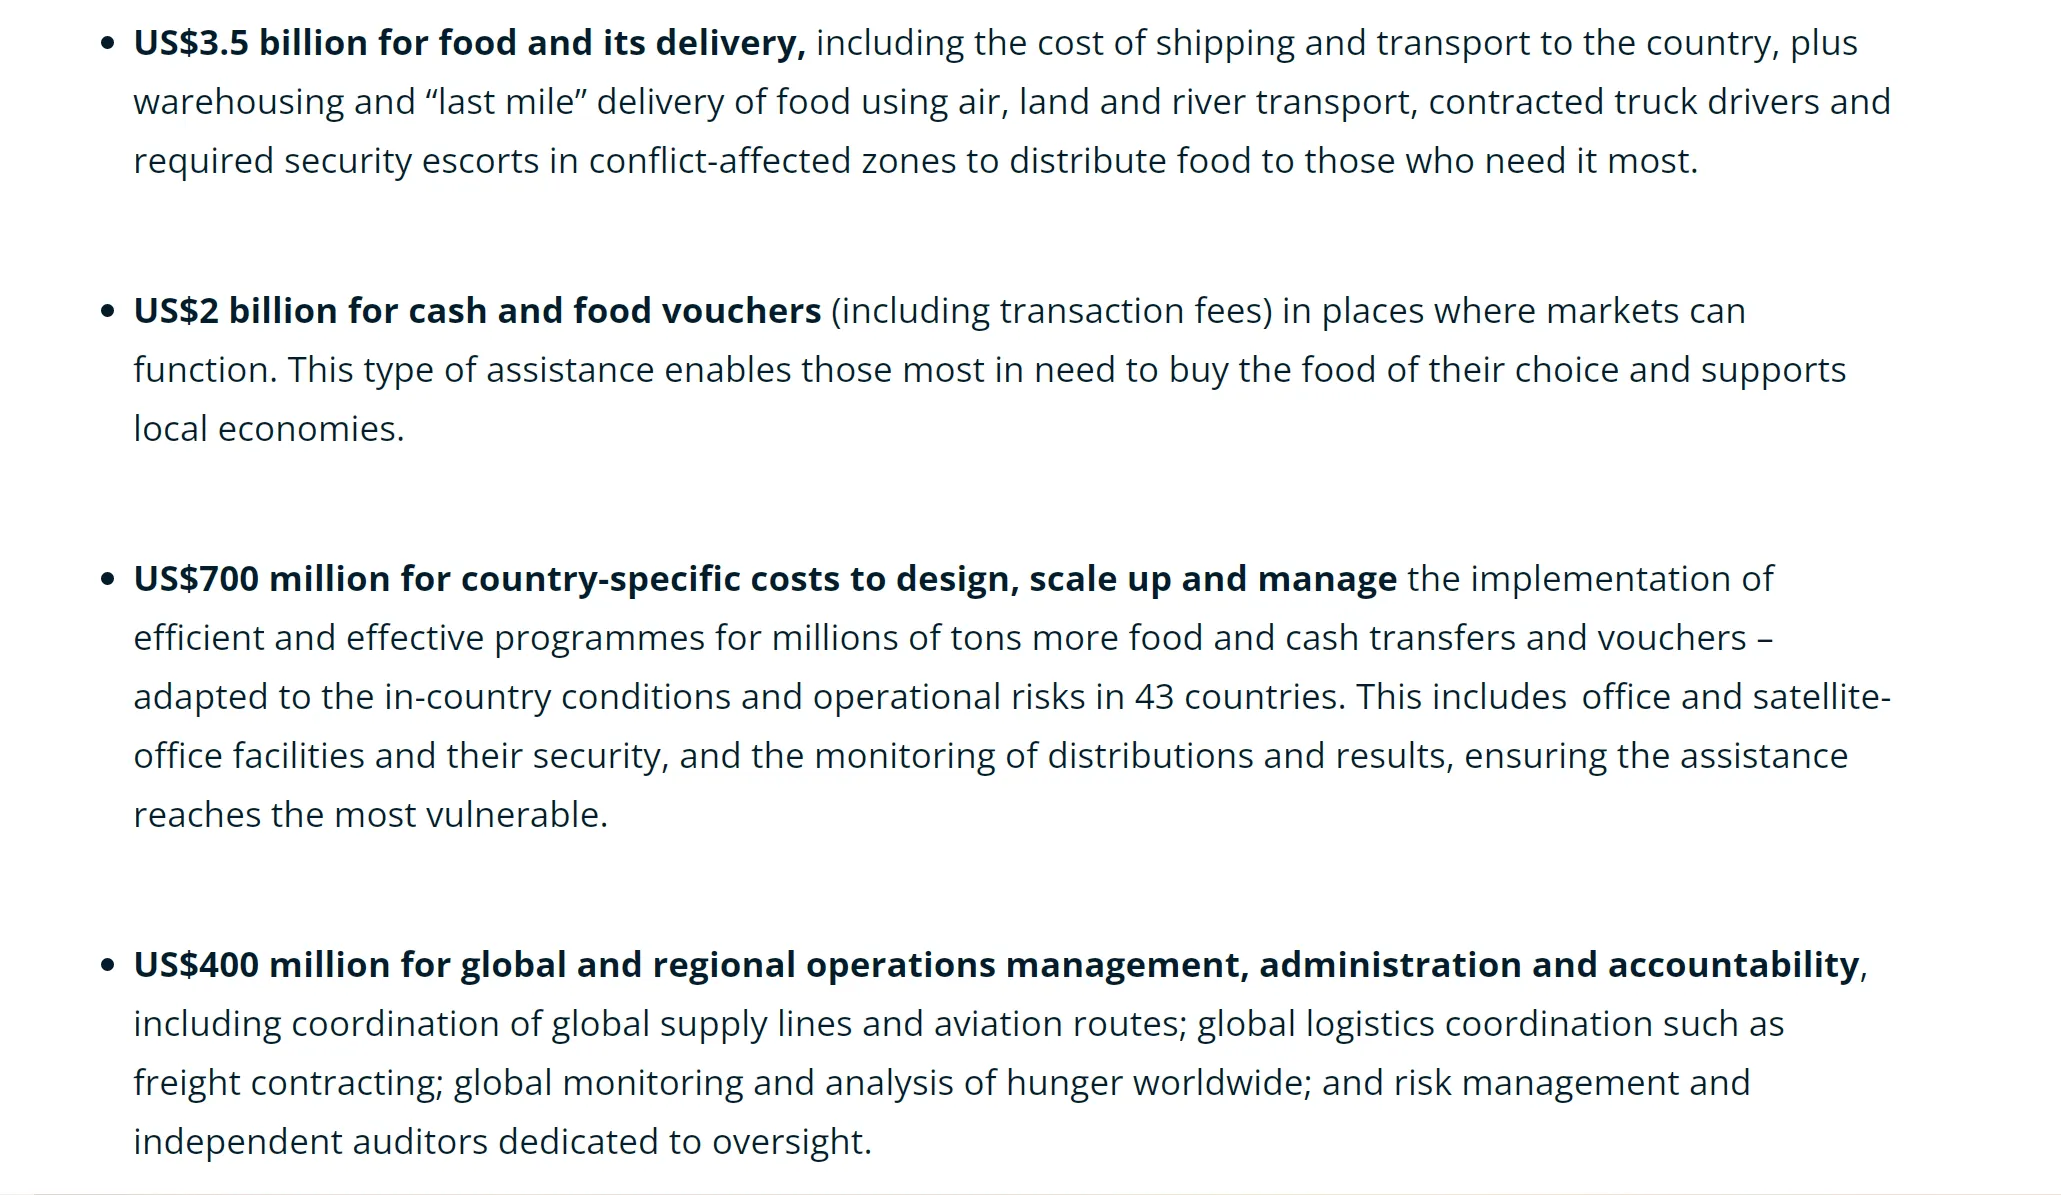 • US$3.5 billion for food and its delivery, including the cost of shipping and transport to the country, plus
warehousing and “last mile” delivery of food using air, land and river transport, contracted truck drivers and
required security escorts in conflict-affected zones to distribute food to those who need it most.
• US$2 billion for cash and food vouchers (including transaction fees) in places where markets can
function. This type of assistance enables those most in need to buy the food of their choice and supports
local economies.
• US$700 million for country-specific costs to design, scale up and manage the implementation of
efficient and effective programmes for millions of tons more food and cash transfers and vouchers –
adapted to the in-country conditions and operational risks in 43 countries. This includes office and satellite-
office facilities and their security, and the monitoring of distributions and results, ensuring the assistance
reaches the most vulnerable.
• US$400 million for global and regional operations management, administration and accountability,
including coordination of global supply lines and aviation routes; global logistics coordination such as
freight contracting; global monitoring and analysis of hunger worldwide; and risk management and
independent auditors dedicated to oversight.